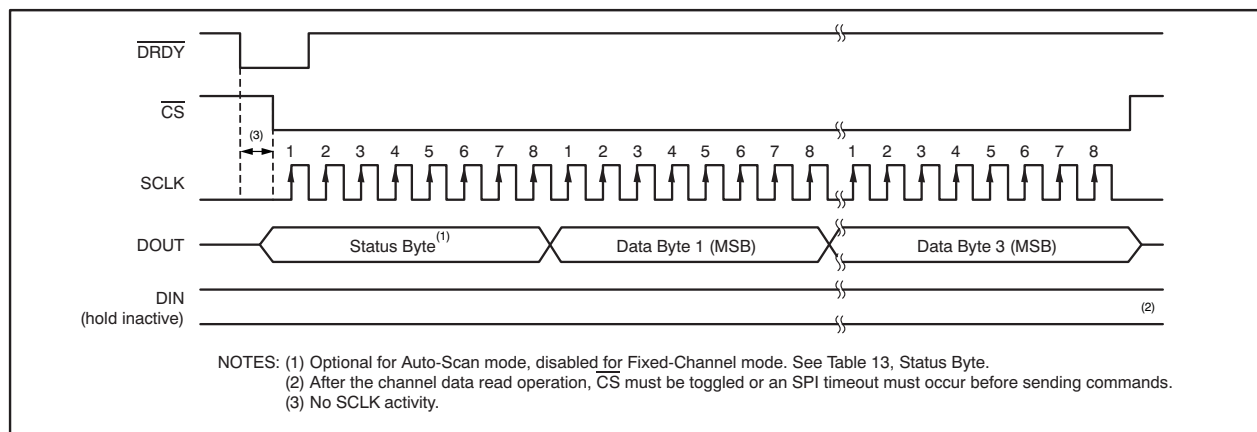 DRDY
CS
(3)
1 2 3 4 5 6 7 8 1 2 3 4 5 6 7 8 1 2 3 4 5 6 7 8
SCLK
DOUT Status Byte(1) Data Byte 1 (MSB) Data Byte 3 (MSB)
DIN
(hold inactive)
(2)
NOTES: (1) Optional for Auto-Scan mode, disabled for Fixed-Channel mode. See Table 13, Status Byte.
(2) After the channel data read operation, CS must be toggled or an SPI timeout must occur before sending commands.
(3) No SCLK activity.